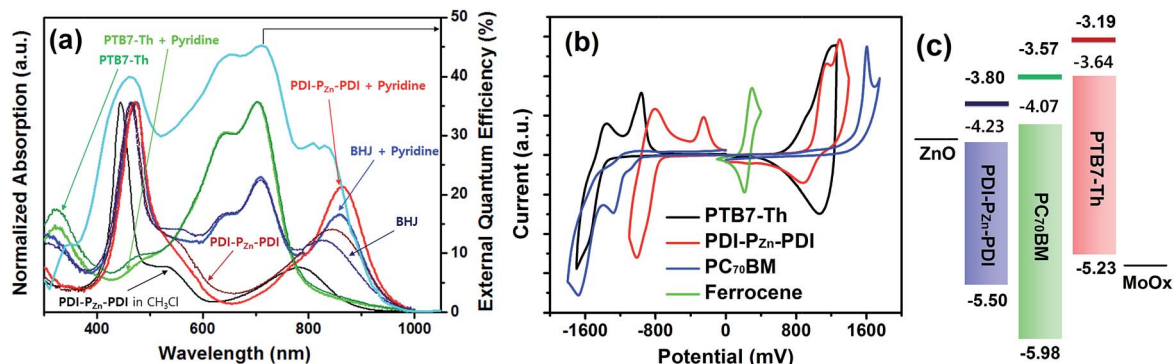 (a)
PTB7-Th + Pyridine
PTB7-Th
PDI-PZn-PDI + Pyridine
BHJ + Pyridine
BHJ
PDI-PZn-PDI
PDI-PZn-PDI in CH3Cl
Normalized Absorption (a.u.)
External Quantum Efficiency (%)
50
40
30
20
10
0
400 600 800 1000
Wavelength (nm)
(b)
Current (a.u.)
PTB7-Th
PDI-PZn-PDI
PC70BM
Ferrocene
-1600 -800 0 800 1600
Potential (mV)
(c)
-3.19
-3.57
-3.64
-3.80
-4.07
-4.23
ZnO
PDI-PZn-PDI
PC70BM
PTB7-Th
-5.23
MoOx
-5.50
-5.98